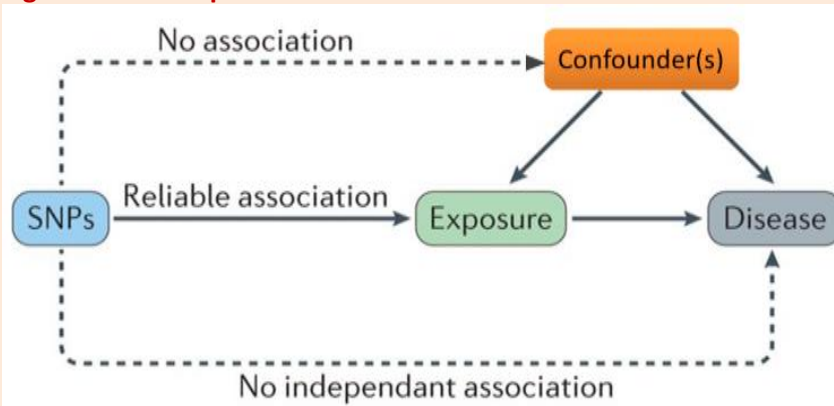 No association
Confounder(s)
Reliable association
SNPs
Exposure
Disease
No independant association